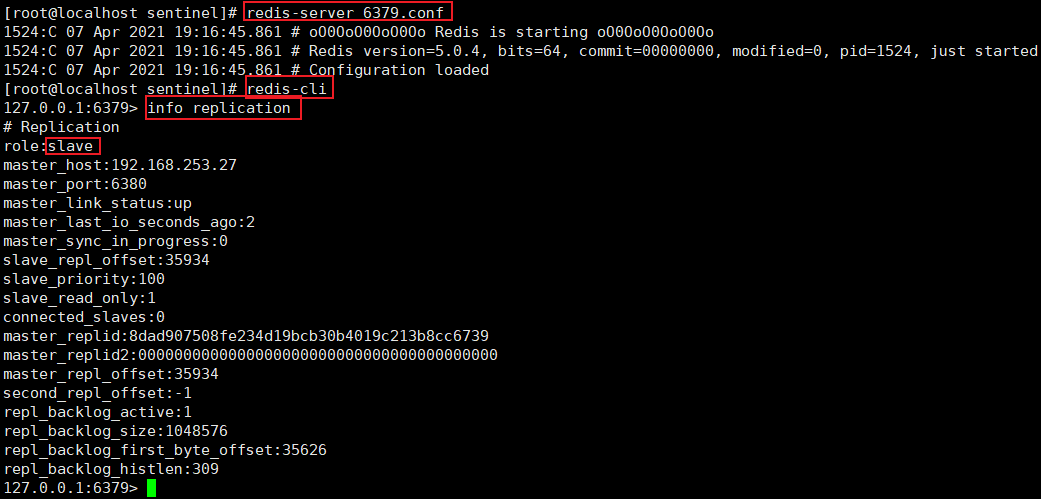 [root@localhost sentinel]# redis-server 6379.conf
1524:C 07 Apr 2021 19:16:45.861 # oO0OoO0OoO0Oo Redis is starting oO0OoO0OoO0Oo
1524:C 07 Apr 2021 19:16:45.861 # Redis version=5.0.4, bits=64, commit=00000000, modified=0, pid=1524, just started
1524:C 07 Apr 2021 19:16:45.861 # Configuration loaded
[root@localhost sentinel]# redis-cli
127.0.0.1:6379> info replication
# Replication
role:slave
master_host:192.168.253.27
master_port:6380
master_link_status:up
master_last_io_seconds_ago:2
master_sync_in_progress:0
slave_repl_offset:35934
slave_priority:100
slave_read_only:1
connected_slaves:0
master_replid:8dad907508fe234d19bcb30b4019c213b8cc6739
master_replid2:0000000000000000000000000000000000000000
master_repl_offset:35934
second_repl_offset:-1
repl_backlog_active:1
repl_backlog_size:1048576
repl_backlog_first_byte_offset:35626
repl_backlog_histlen:309
127.0.0.1:6379>